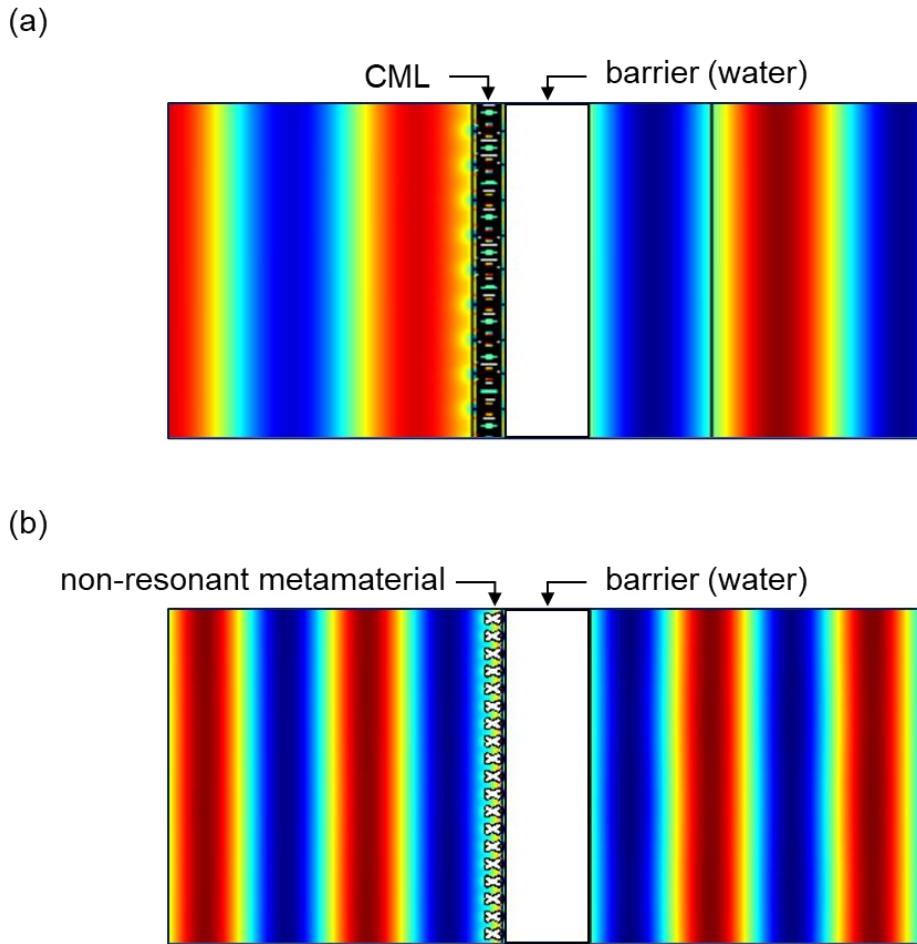 (a)
CML
barrier (water)
(b)
non-resonant metamaterial
barrier (water)